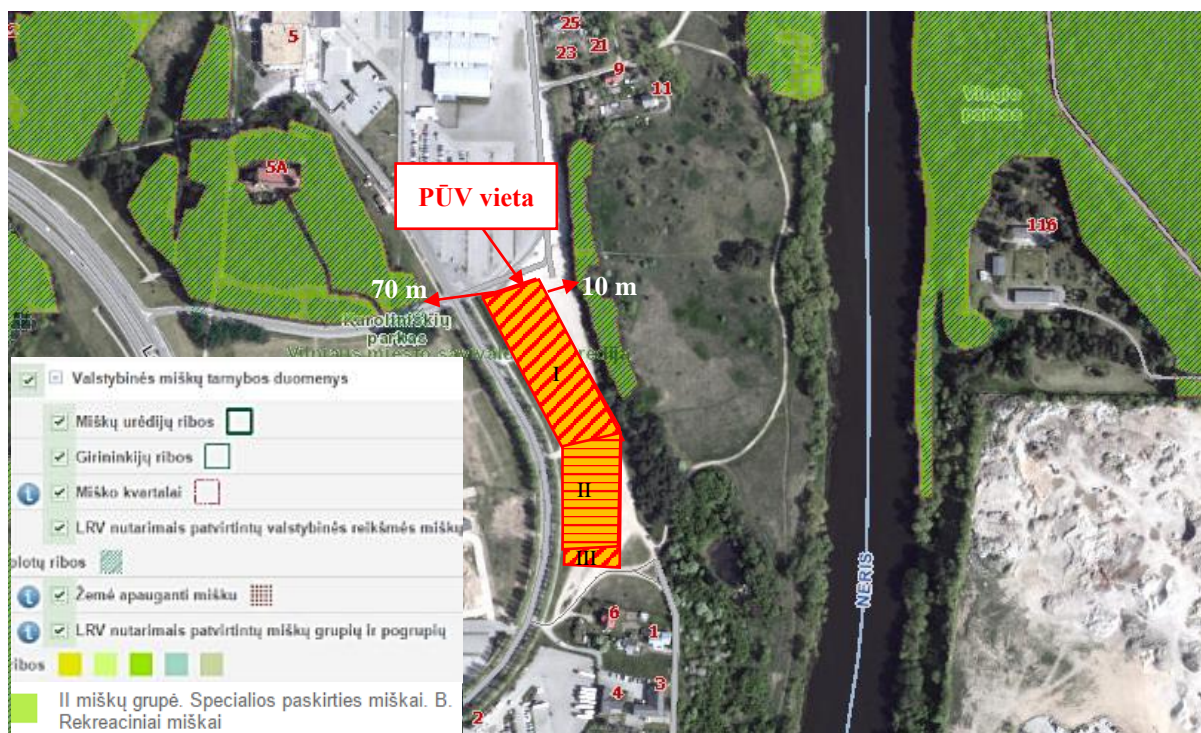 5
25
23
21
9
11
5A
PŪV vieta
Vingio
parkas
116
70 m
10 m
Karoliniškių
parkas
I
II
III
NERIS
6
1
3
4
2
Valstybinės miškų tarnybos duomenys
Miškų urėdijų ribos
Girininkijų ribos
Miško kvartalai
LRV nutarimais patvirtintų valstybinės reikšmės miškų
plotų ribos
Žemė apauganti mišku
LRV nutarimais patvirtintų miškų grupių ir pogrupių
ribos
II miškų grupė. Specialios paskirties miškai. B.
Rekreaciniai miškai